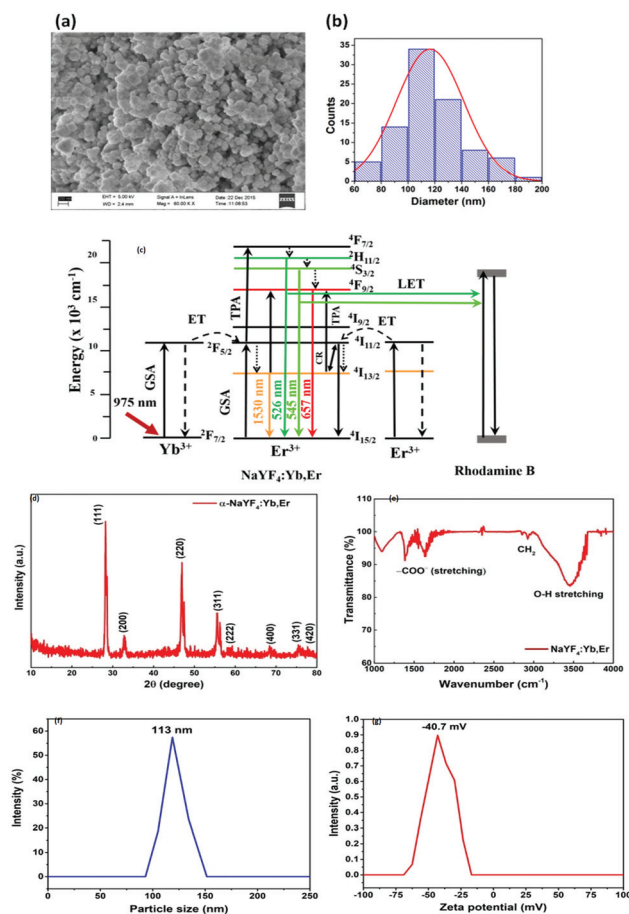 (a)
EHT = 5.00 kV
Signal A = InLens
Date :22 Dec 2015
WD = 2.4 mm
Mag = 60.00 K X
Time :11:09:53
ZEISS
(b)
Counts
35
30
25
20
15
10
5
0
60 80 100 120 140 160 180 200
Diameter (nm)
(c)
Energy (x 10³ cm⁻¹)
20
15
10
5
0
⁴F₇/₂
²H₁₁/₂
⁴S₃/₂
⁴F₉/₂
⁴I₉/₂
⁴I₁₁/₂
⁴I₁₃/₂
⁴I₁₅/₂
TPA
TPA
LET
ET
ET
²F₅/₂
²F₇/₂
GSA
GSA
CR
975 nm
1530 nm
526 nm
545 nm
657 nm
Yb³⁺
Er³⁺
Er³⁺
NaYF₄:Yb,Er
Rhodamine B
(d)
α-NaYF₄:Yb,Er
Intensity (a.u.)
(111)
(200)
(220)
(311)
(222)
(400)
(331)
(420)
10 20 30 40 50 60 70 80
2θ (degree)
(e)
Transmittance (%)
110
100
90
80
70
60
–COO⁻ (stretching)
CH₂
O-H stretching
NaYF₄:Yb,Er
1000 1500 2000 2500 3000 3500 4000
Wavenumber (cm⁻¹)
(f)
113 nm
Intensity (%)
60
50
40
30
20
10
0
0 50 100 150 200 250
Particle size (nm)
(g)
-40.7 mV
Intensity (a.u.)
1.0
0.9
0.8
0.7
0.6
0.5
0.4
0.3
0.2
0.1
0.0
-100 -75 -50 -25 0 25 50 75 100
Zeta potential (mV)